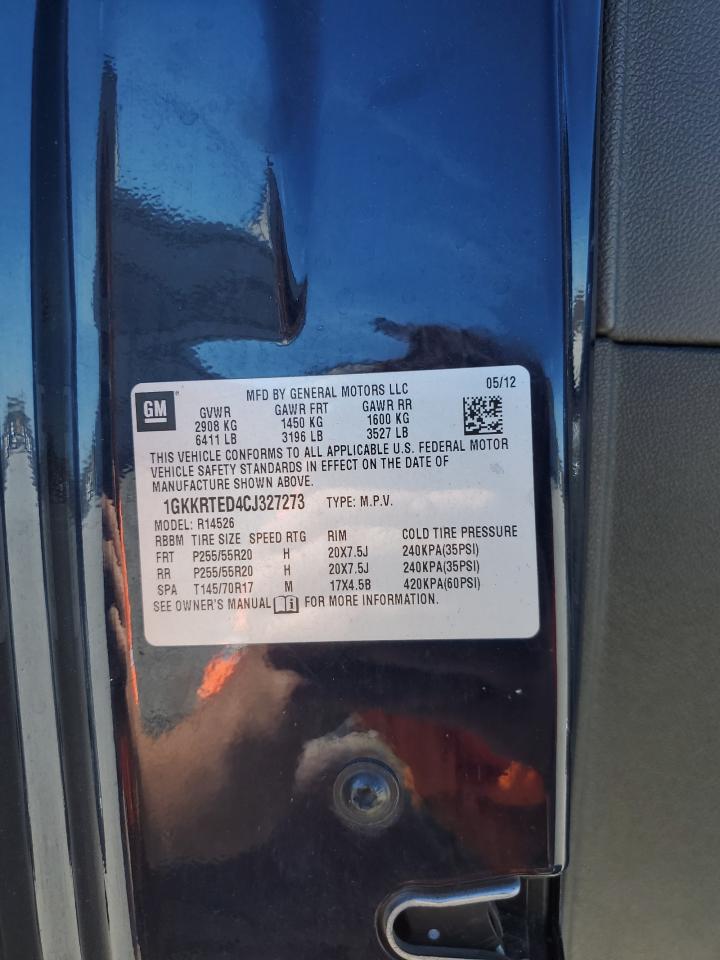 GM
MFD BY GENERAL MOTORS LLC 05/12
GVWR GAWR FRT GAWR RR
2908 KG 1450 KG 1600 KG
6411 LB 3196 LB 3527 LB
THIS VEHICLE CONFORMS TO ALL APPLICABLE U.S. FEDERAL MOTOR
VEHICLE SAFETY STANDARDS IN EFFECT ON THE DATE OF
MANUFACTURE SHOWN ABOVE.
1GKKRTED4CJ327273 TYPE: M.P.V.
MODEL: R14526
RBBM TIRE SIZE SPEED RTG RIM COLD TIRE PRESSURE
FRT P255/55R20 H 20X7.5J 240KPA(35PSI)
RR P255/55R20 H 20X7.5J 240KPA(35PSI)
SPA T145/70R17 M 17X4.5B 420KPA(60PSI)
SEE OWNER'S MANUAL FOR MORE INFORMATION.